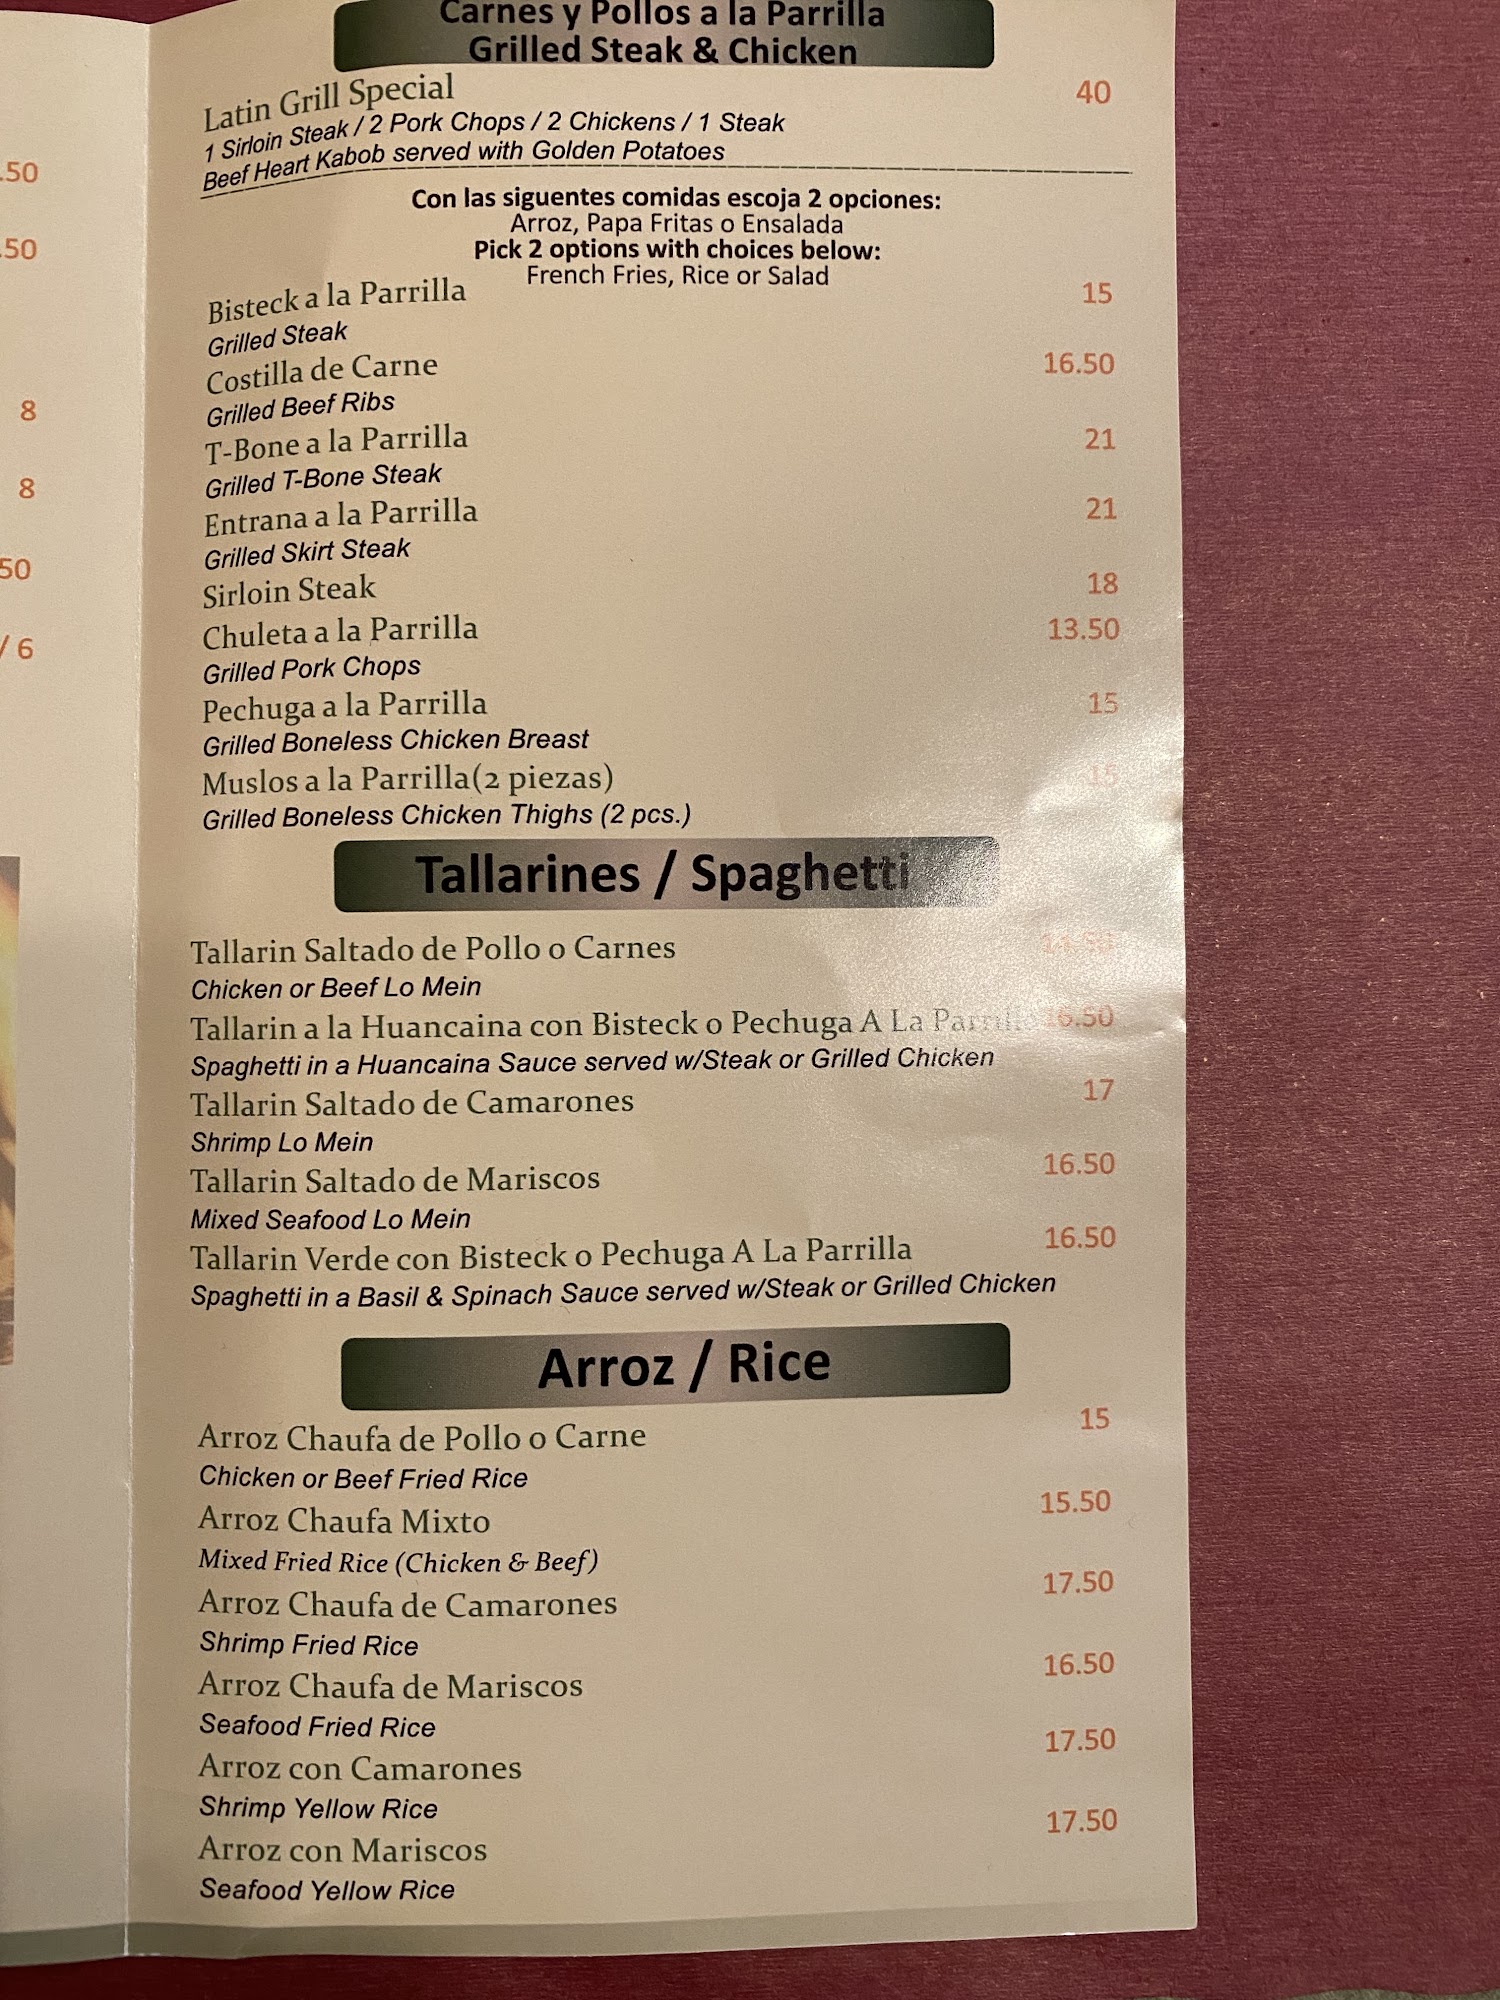 .50
.50
8
8
50
/ 6
Carnes y Pollos a la Parrilla
Grilled Steak & Chicken
Latin Grill Special 40
1 Sirloin Steak / 2 Pork Chops / 2 Chickens / 1 Steak
Beef Heart Kabob served with Golden Potatoes
Con las siguentes comidas escoja 2 opciones:
Arroz, Papa Fritas o Ensalada
Pick 2 options with choices below:
French Fries, Rice or Salad
Bisteck a la Parrilla 15
Grilled Steak
Costilla de Carne 16.50
Grilled Beef Ribs
T-Bone a la Parrilla 21
Grilled T-Bone Steak
Entrana a la Parrilla 21
Grilled Skirt Steak
Sirloin Steak 18
Chuleta a la Parrilla 13.50
Grilled Pork Chops
Pechuga a la Parrilla 15
Grilled Boneless Chicken Breast
Muslos a la Parrilla(2 piezas) 15
Grilled Boneless Chicken Thighs (2 pcs.)
Tallarines / Spaghetti
Tallarin Saltado de Pollo o Carnes
Chicken or Beef Lo Mein
Tallarin a la Huancaina con Bisteck o Pechuga A La Parrilla 16.50
Spaghetti in a Huancaina Sauce served w/Steak or Grilled Chicken
Tallarin Saltado de Camarones 17
Shrimp Lo Mein
Tallarin Saltado de Mariscos 16.50
Mixed Seafood Lo Mein
Tallarin Verde con Bisteck o Pechuga A La Parrilla 16.50
Spaghetti in a Basil & Spinach Sauce served w/Steak or Grilled Chicken
Arroz / Rice
Arroz Chaufa de Pollo o Carne 15
Chicken or Beef Fried Rice
Arroz Chaufa Mixto 15.50
Mixed Fried Rice (Chicken & Beef)
Arroz Chaufa de Camarones 17.50
Shrimp Fried Rice
Arroz Chaufa de Mariscos 16.50
Seafood Fried Rice
Arroz con Camarones 17.50
Shrimp Yellow Rice
Arroz con Mariscos 17.50
Seafood Yellow Rice